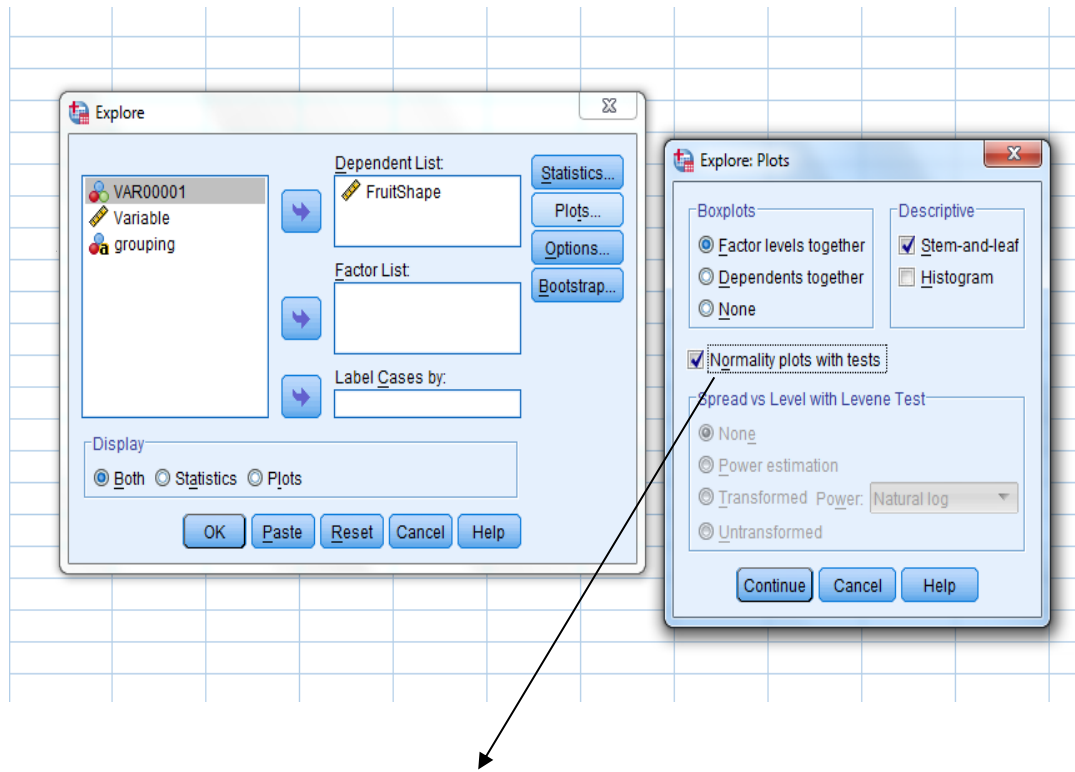 Explore
VAR00001
Variable
grouping
Dependent List:
FruitShape
Factor List:
Label Cases by:
Statistics...
Plots...
Options...
Bootstrap...
Display
Both Statistics Plots
OK Paste Reset Cancel Help
Explore: Plots
Boxplots
Factor levels together
Dependents together
None
Descriptive
Stem-and-leaf
Histogram
Normality plots with tests
Spread vs Level with Levene Test
None
Power estimation
Transformed Power: Natural log
Untransformed
Continue Cancel Help